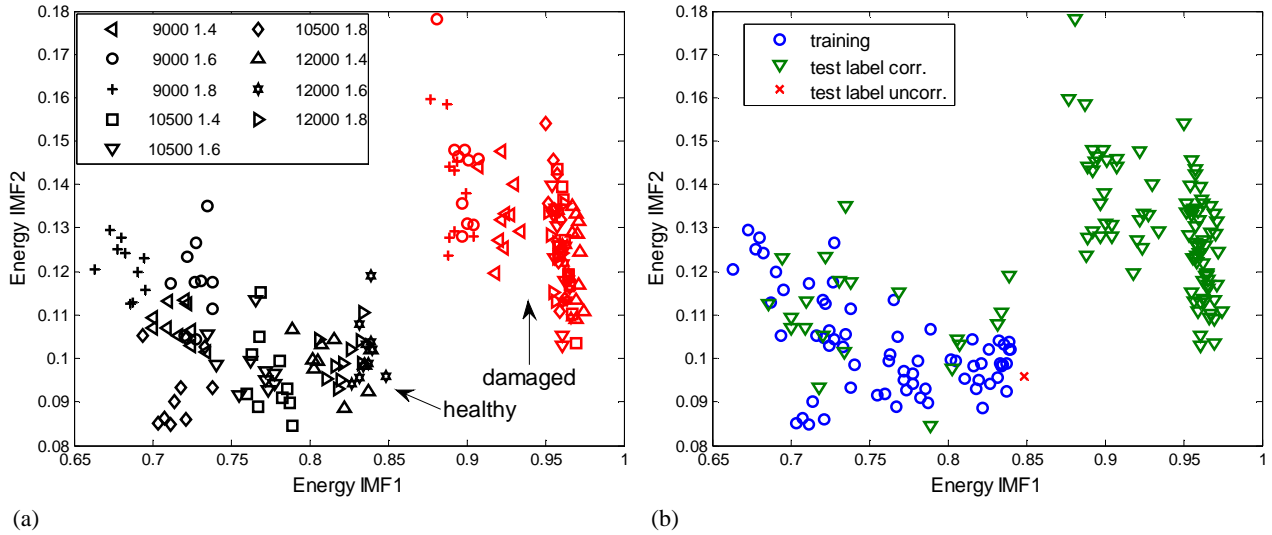 0.18
0.17
0.16
0.15
0.14
0.13
0.12
0.11
0.1
0.09
0.08
Energy IMF2
9000 1.4
9000 1.6
9000 1.8
10500 1.4
10500 1.6
10500 1.8
12000 1.4
12000 1.6
12000 1.8
damaged
healthy
0.65 0.7 0.75 0.8 0.85 0.9 0.95 1
Energy IMF1
(a)
0.18
0.17
0.16
0.15
0.14
0.13
0.12
0.11
0.1
0.09
0.08
Energy IMF2
training
test label corr.
test label uncorr.
0.65 0.7 0.75 0.8 0.85 0.9 0.95 1
Energy IMF1
(b)